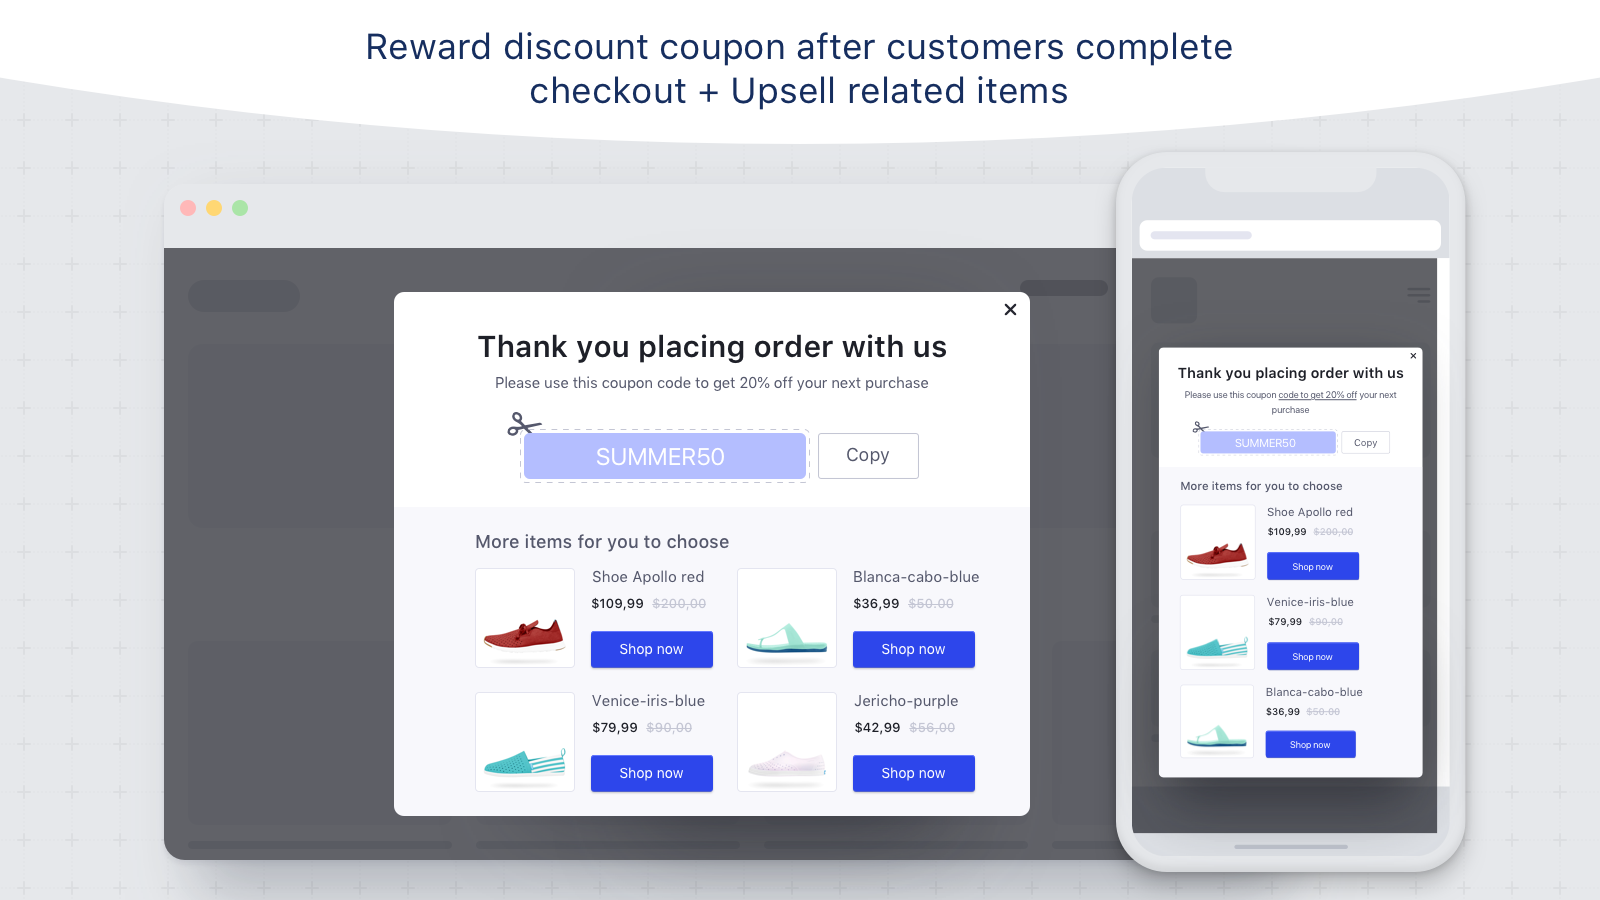 Reward discount coupon after customers complete
checkout + Upsell related items
Thank you placing order with us
Please use this coupon code to get 20% off your next purchase
SUMMER50
Copy
More items for you to choose
Shoe Apollo red
$109,99 $200,00
Shop now
Blanca-cabo-blue
$36,99 $50.00
Shop now
Venice-iris-blue
$79,99 $90,00
Shop now
Jericho-purple
$42,99 $56,00
Shop now
Thank you placing order with us
Please use this coupon code to get 20% off your next
purchase
SUMMER50
Copy
More items for you to choose
Shoe Apollo red
$109,99 $200,00
Shop now
Venice-iris-blue
$79,99 $90,00
Shop now
Blanca-cabo-blue
$36,99 $50.00
Shop now